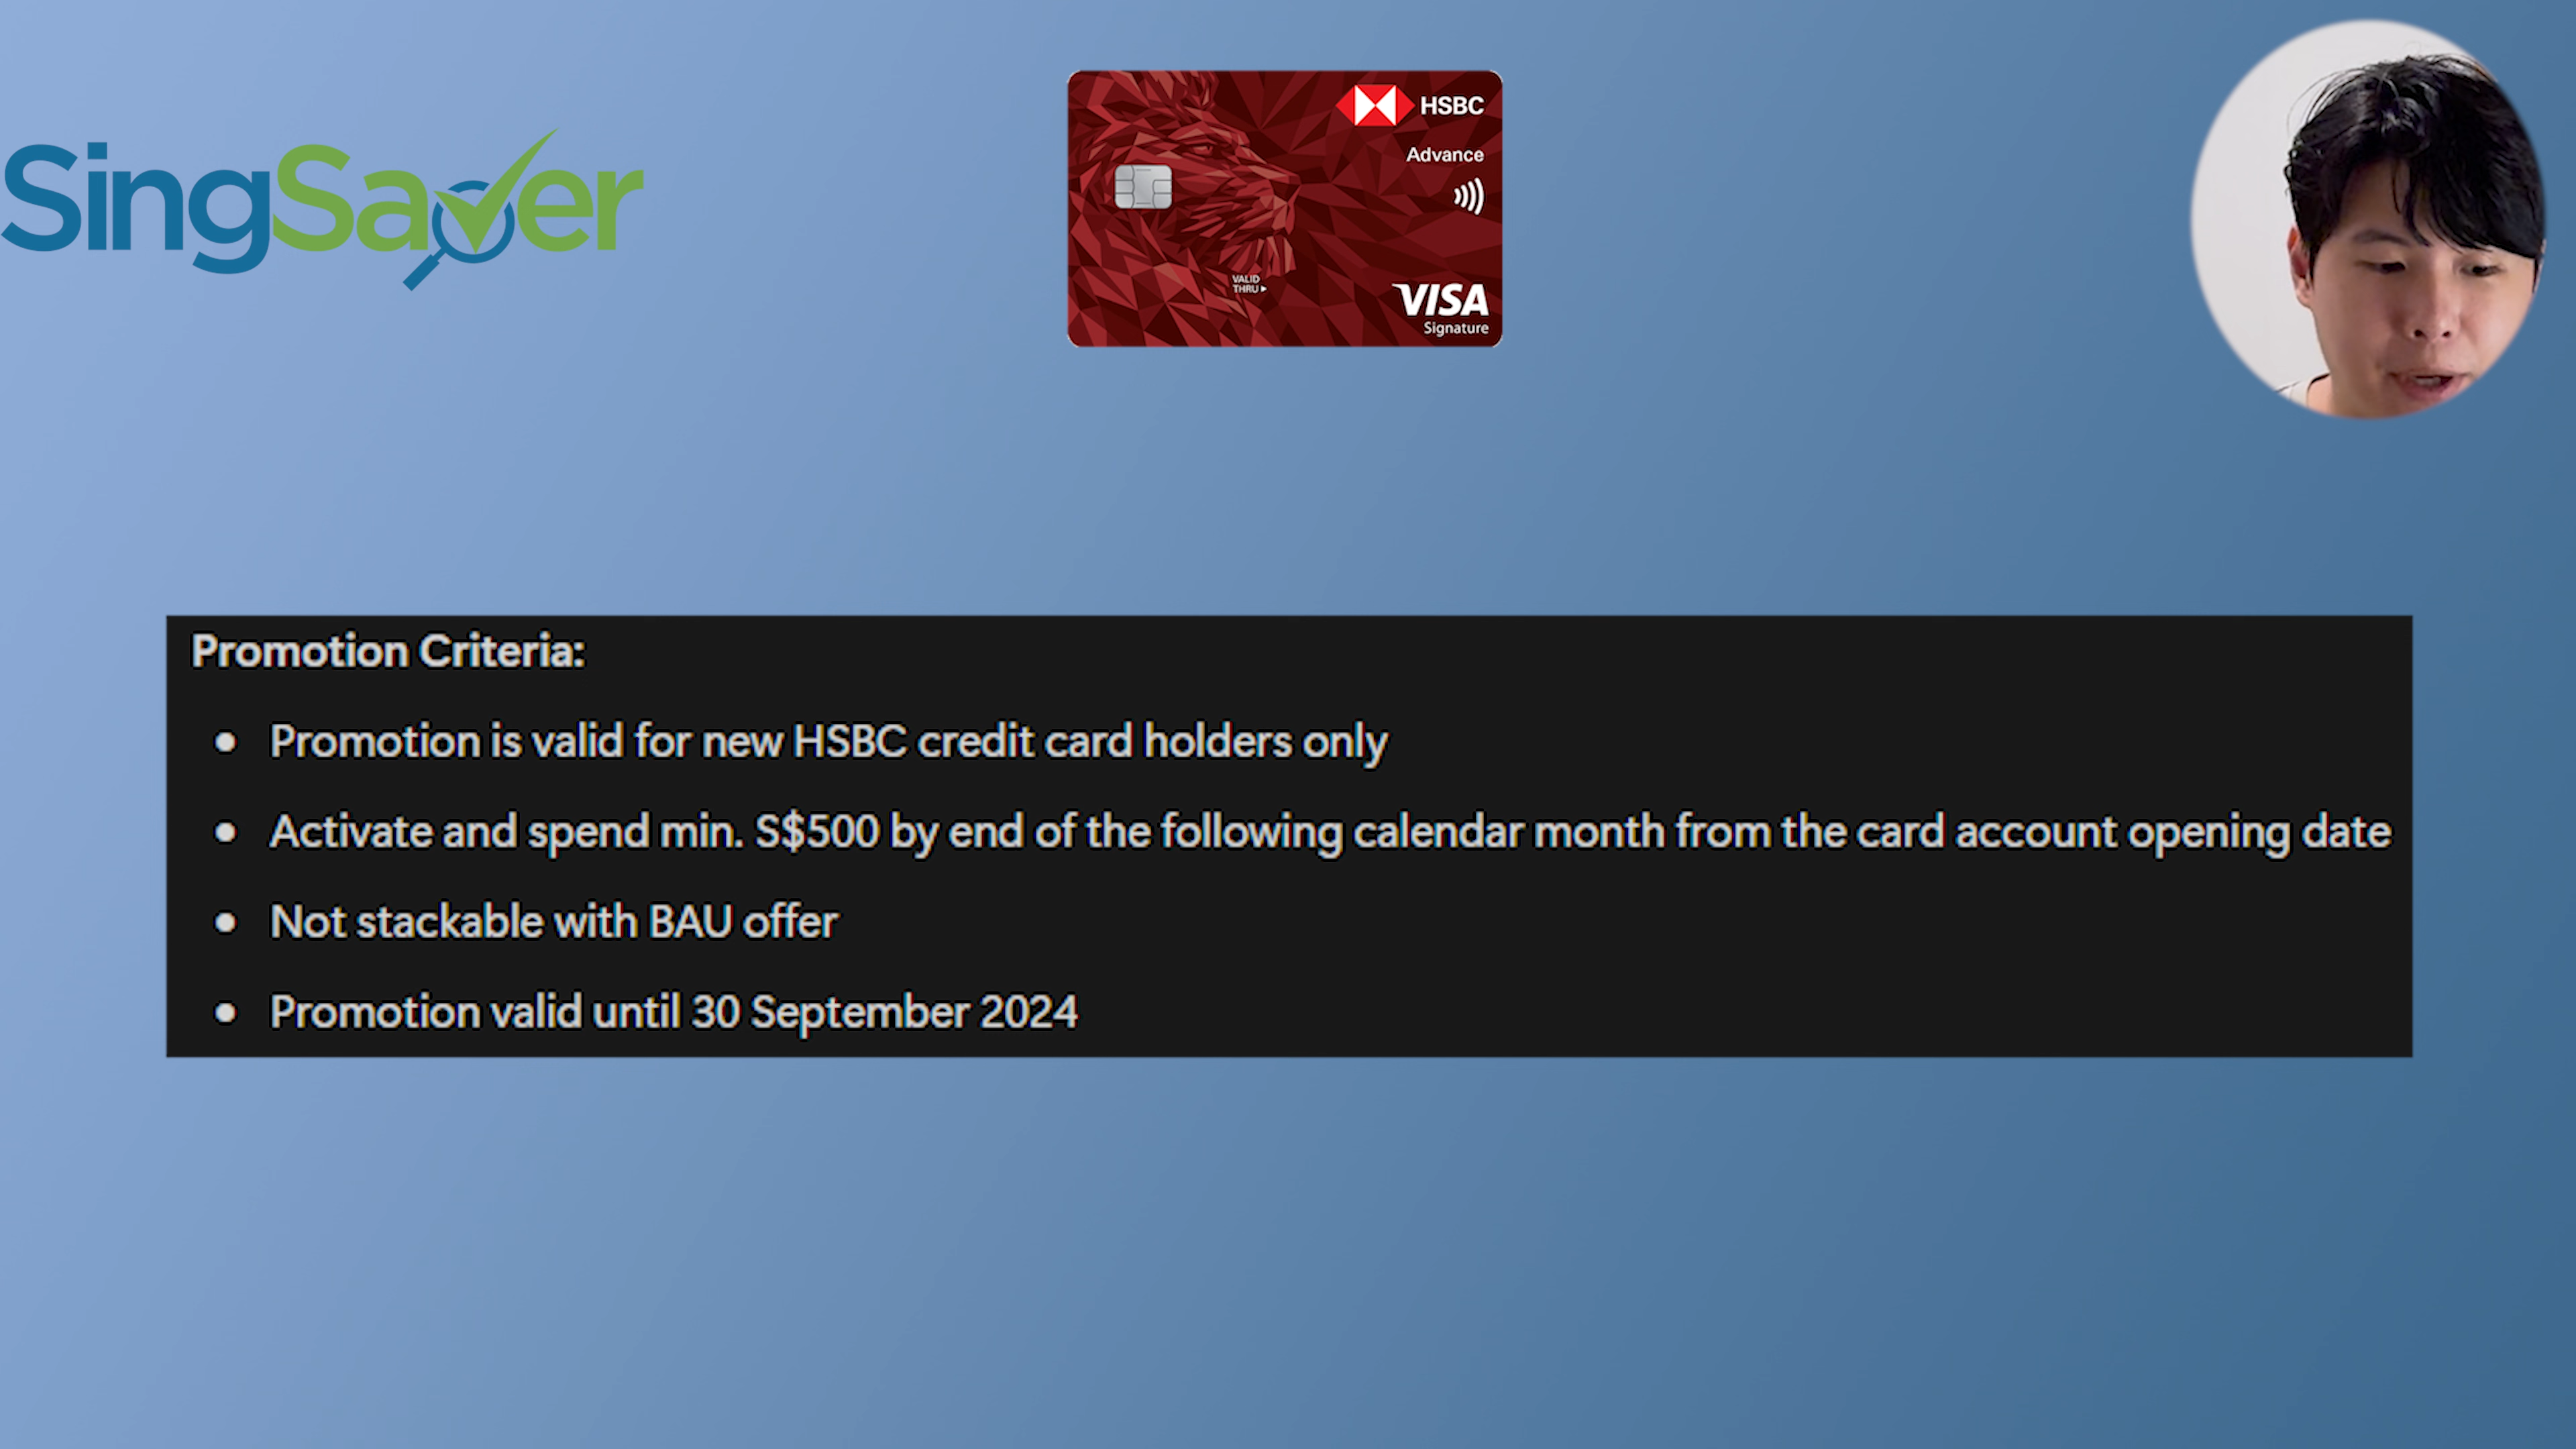 SingSaver
HSBC
Advance
VALID
THRU
VISA
Signature
Promotion Criteria:
• Promotion is valid for new HSBC credit card holders only
• Activate and spend min. S$500 by end of the following calendar month from the card account opening date
• Not stackable with BAU offer
• Promotion valid until 30 September 2024